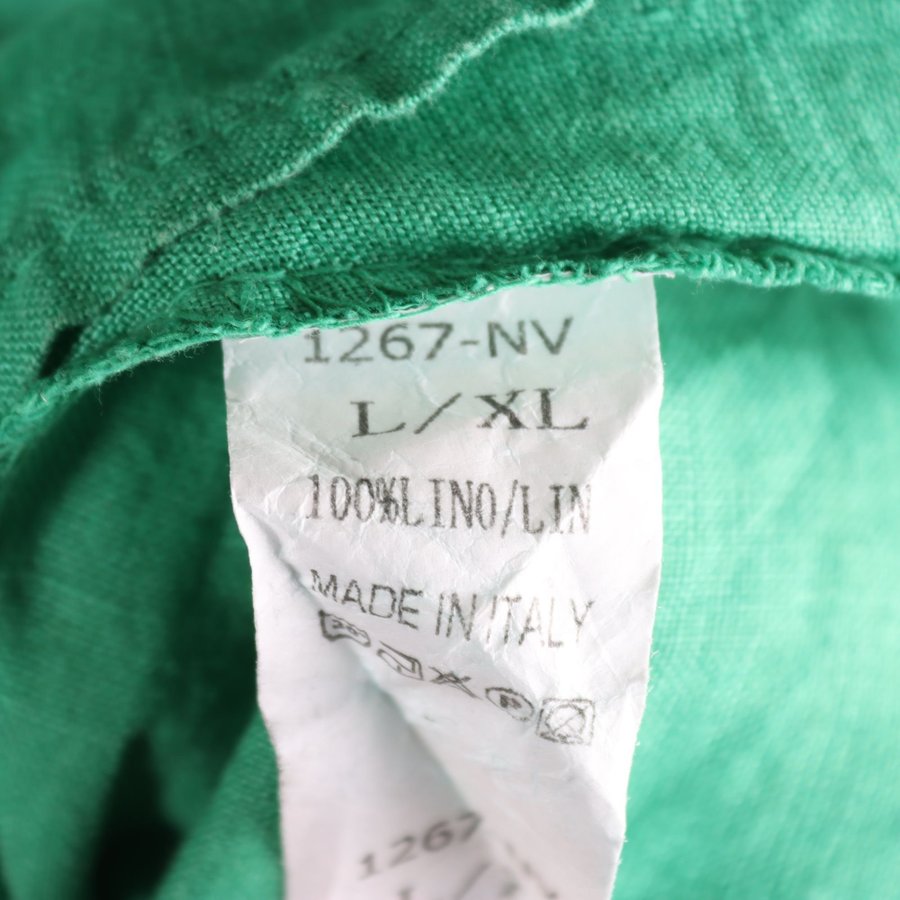 1267-NV
L/XL
100%LINO/LIN
MADE IN ITALY
P
1267